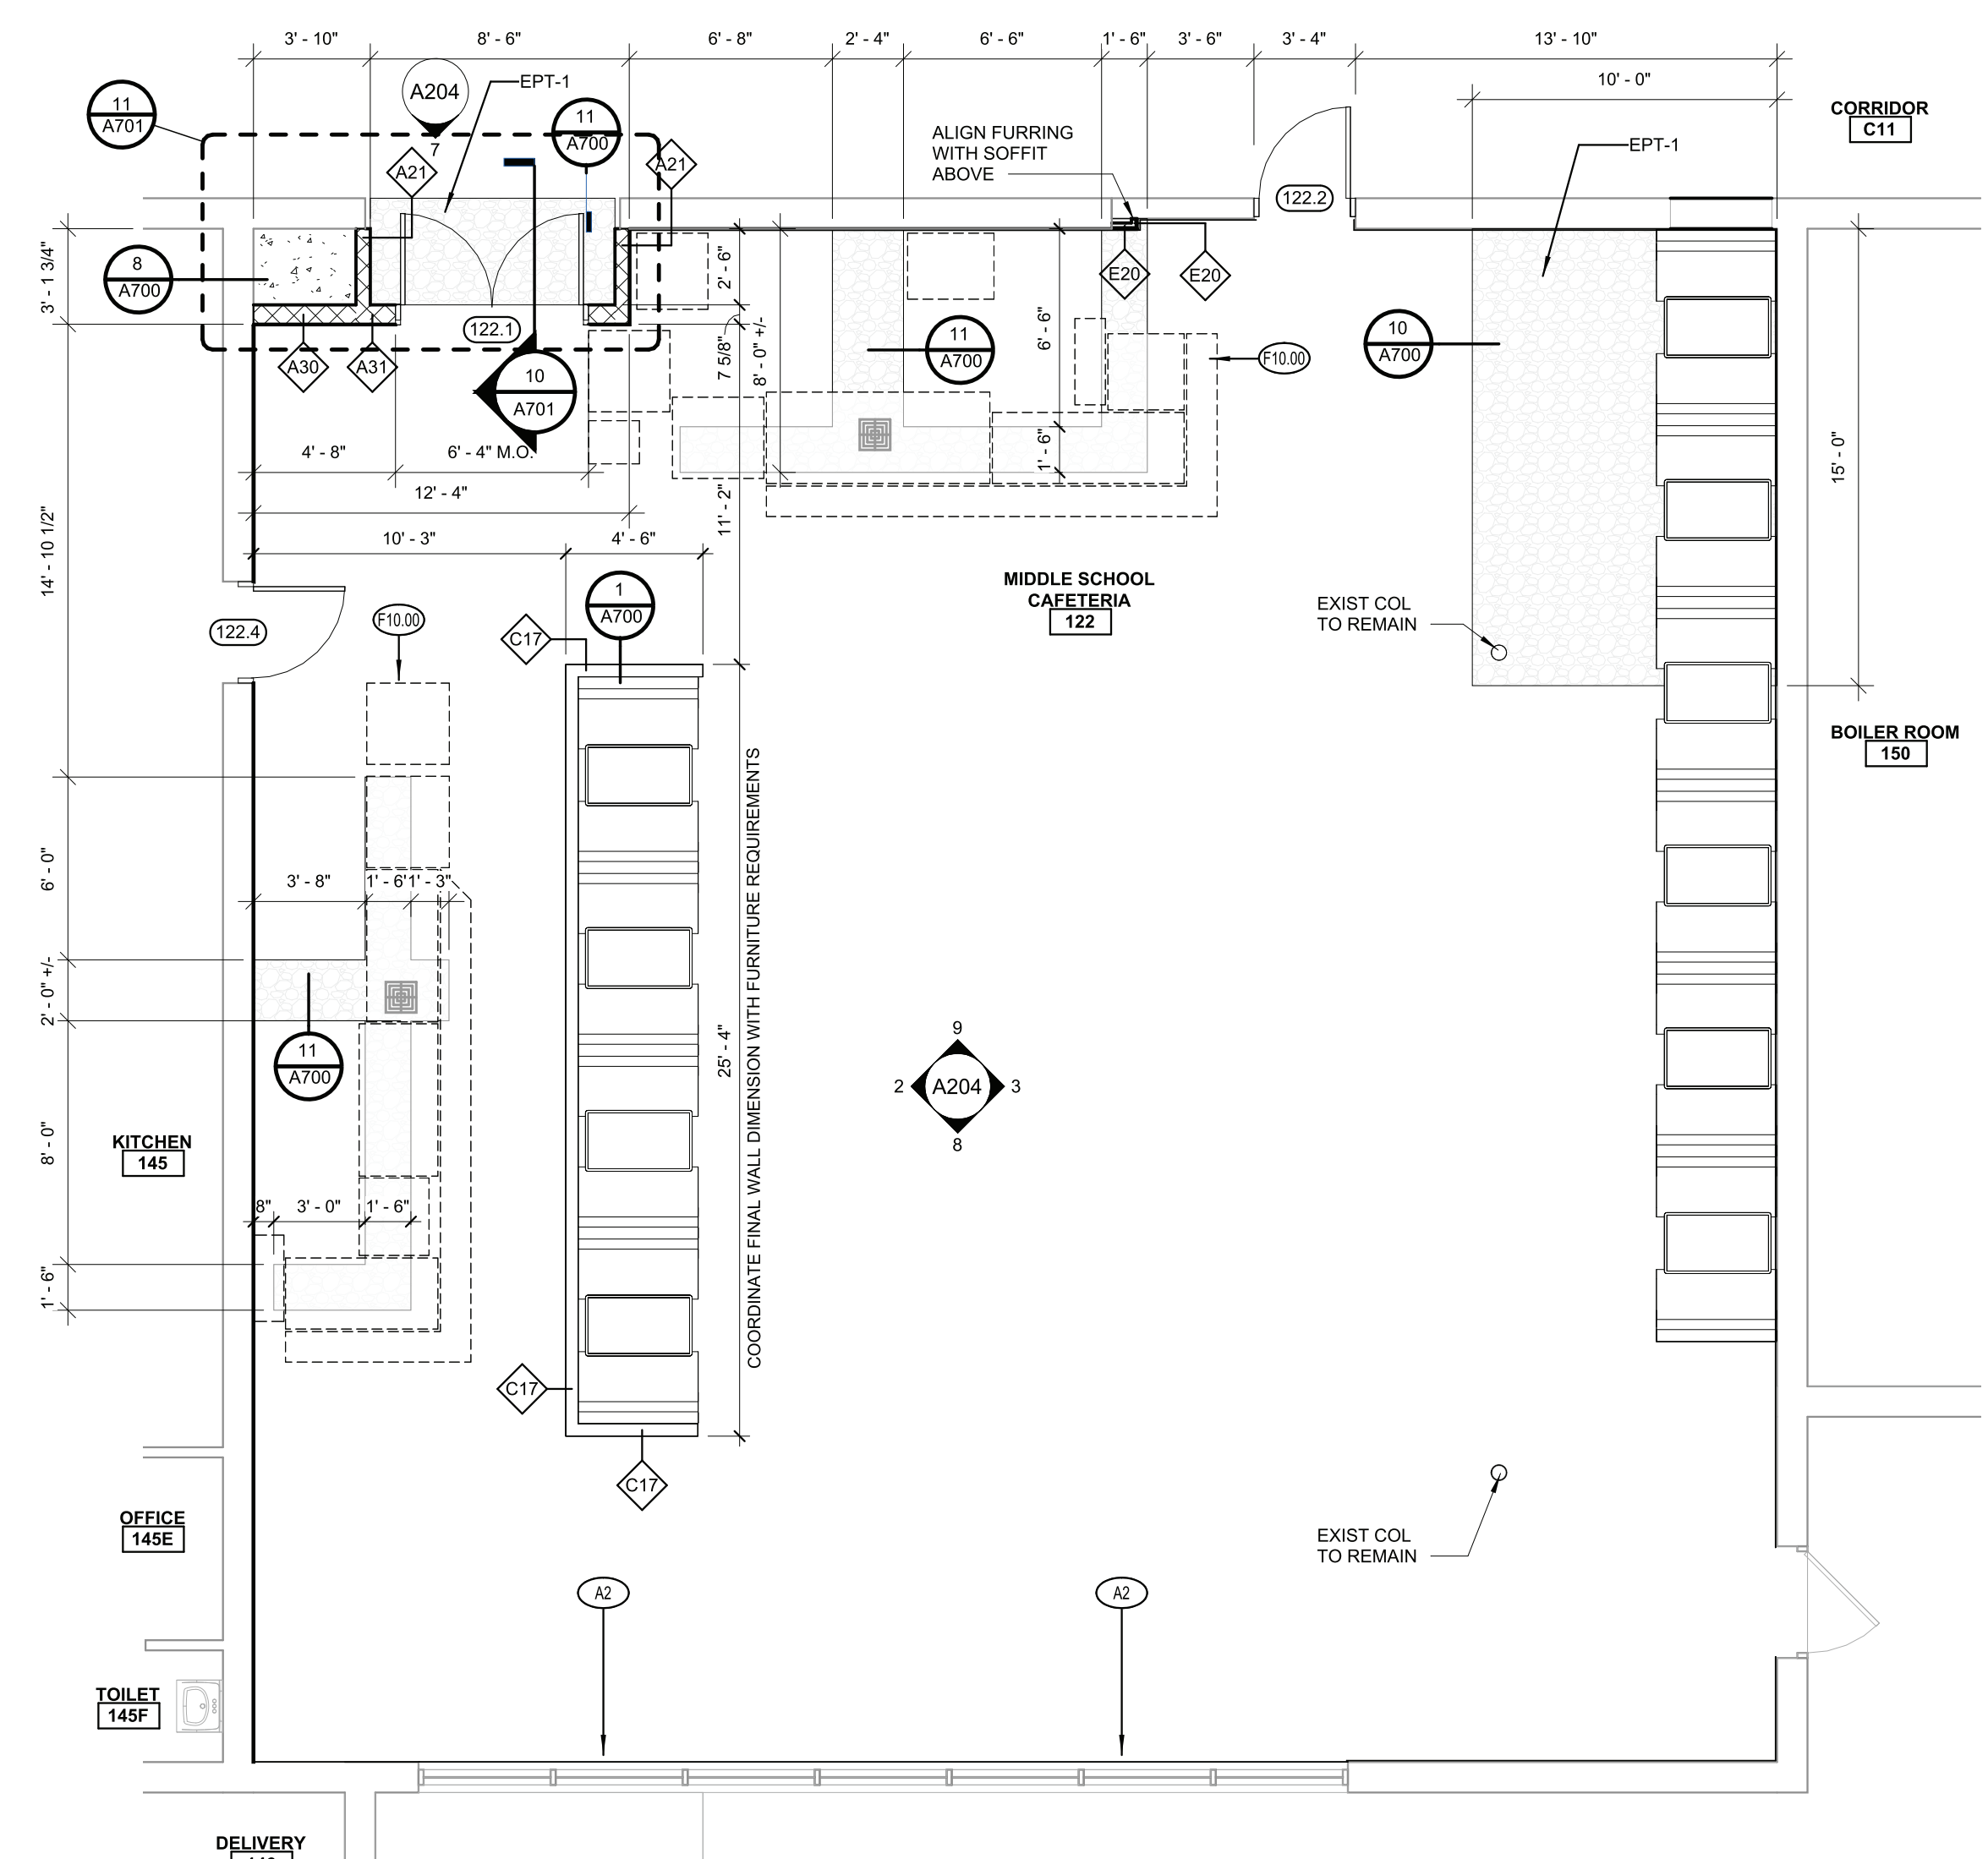 3' - 10"
8' - 6"
6' - 8"
2' - 4"
6' - 6"
1' - 6"
3' - 6"
3' - 4"
13' - 10"
10' - 0"
11
A701
A204
7
EPT-1
11
A700
A21
A21
ALIGN FURRING
WITH SOFFIT
ABOVE
122.2
EPT-1
CORRIDOR
C11
3' - 1 3/4"
8
A700
2' - 6"
E20
E20
122.1
A30
A31
10
A701
7 5/8"
8' - 0" +/-
6' - 6"
11
A700
F10.00
10
A700
15' - 0"
4' - 8"
6' - 4" M.O.
1' - 6"
12' - 4"
11' - 2"
10' - 3"
4' - 6"
14' - 10 1/2"
1
A700
MIDDLE SCHOOL
CAFETERIA
122
EXIST COL
TO REMAIN
122.4
F10.00
C17
BOILER ROOM
150
COORDINATE FINAL WALL DIMENSION WITH FURNITURE REQUIREMENTS
25' - 4"
6' - 0"
3' - 8"
1' - 6"
1' - 3"
2' - 0" +/-
11
A700
9
2
A204
3
8
KITCHEN
145
8' - 0"
8"
3' - 0"
1' - 6"
1' - 6"
C17
C17
OFFICE
145E
EXIST COL
TO REMAIN
A2
A2
TOILET
145F
DELIVERY